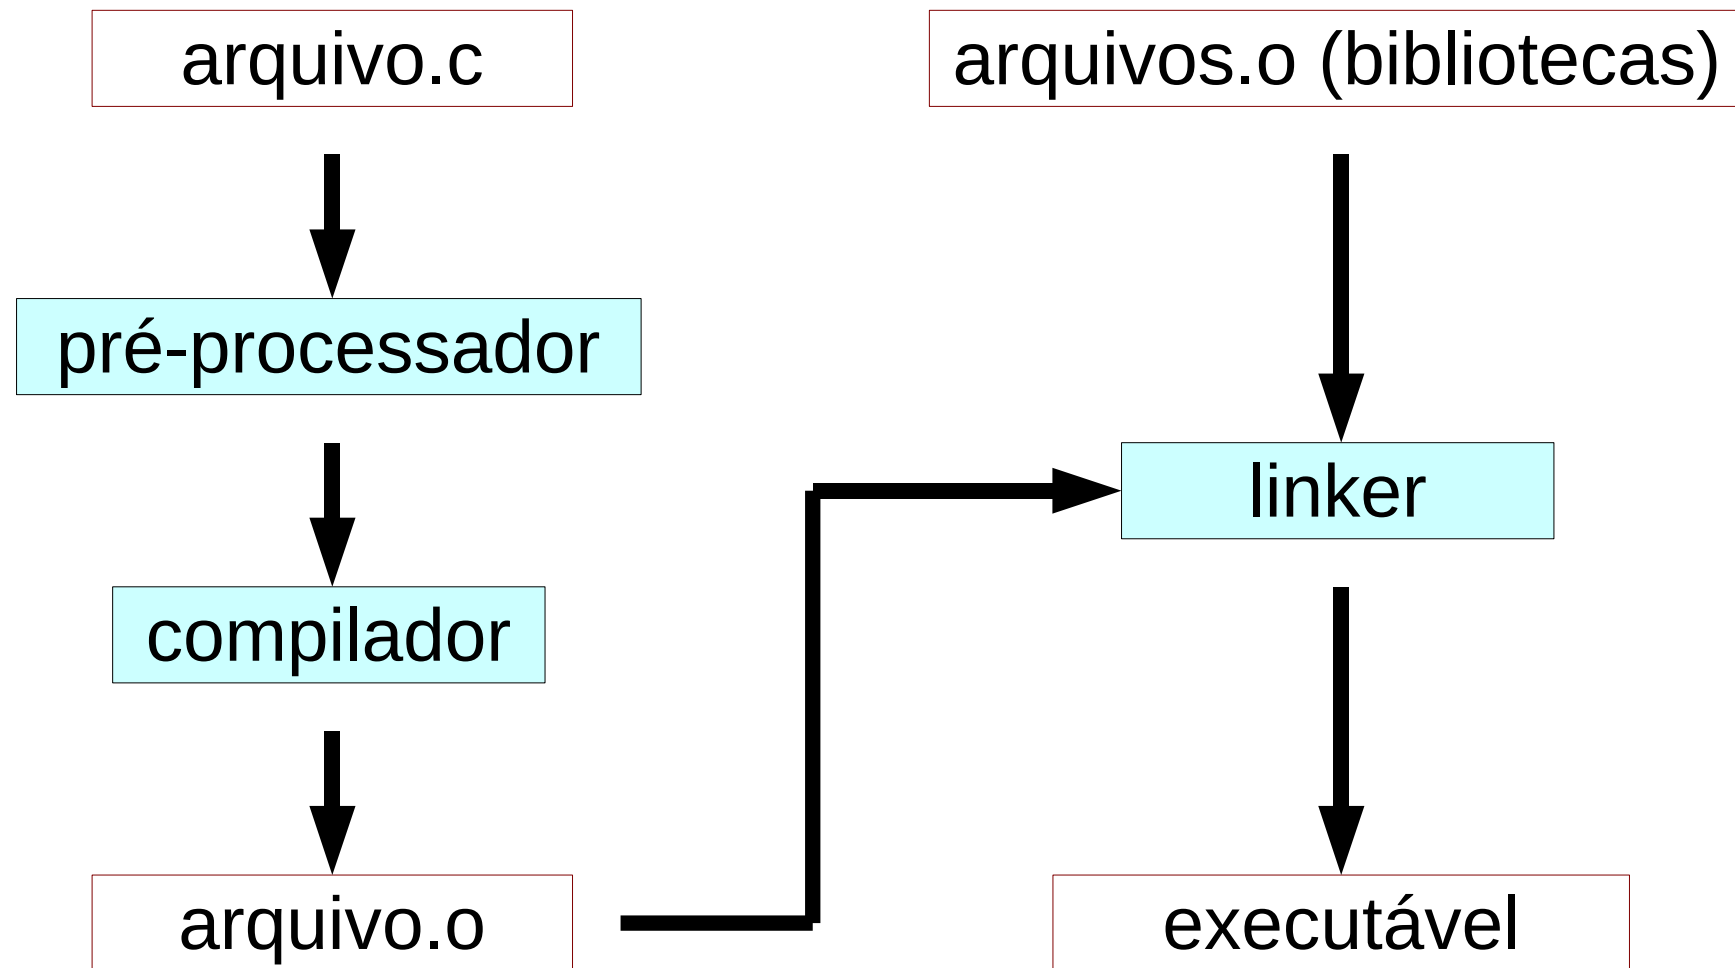 arquivo.c
arquivos.o (bibliotecas)
pré-processador
linker
compilador
arquivo.o
executável